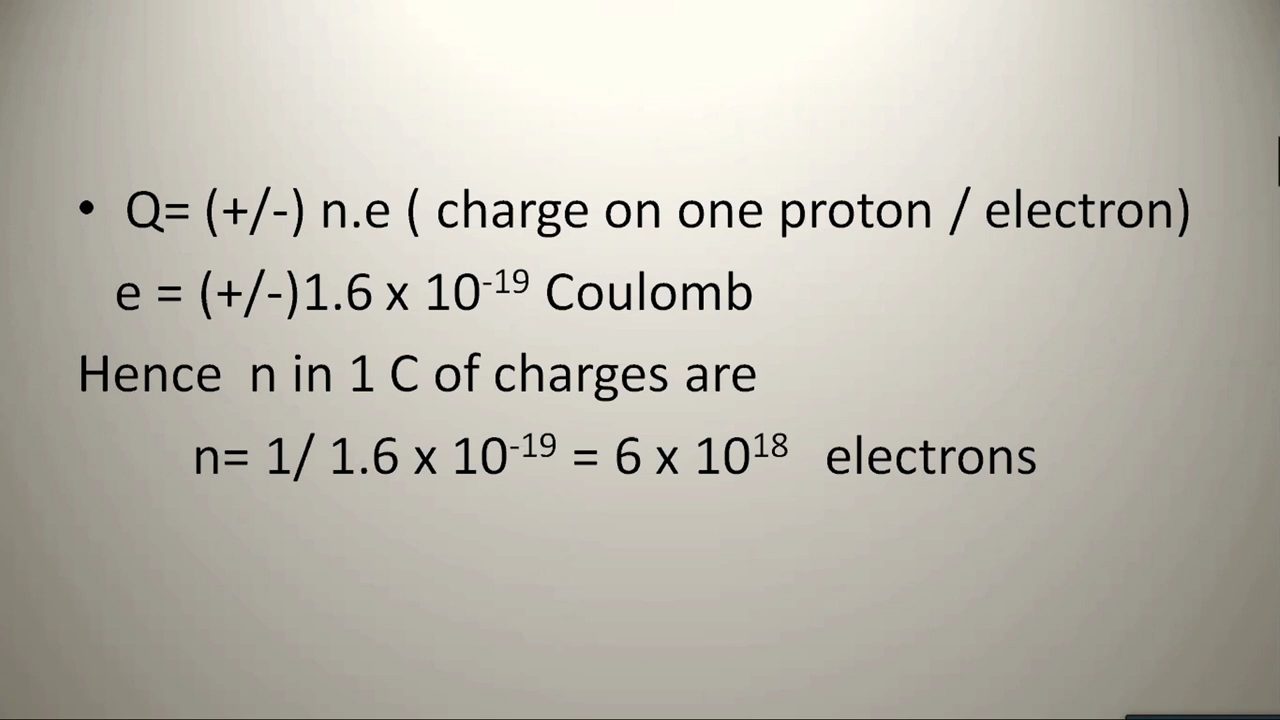 • Q= (+/-) n.e ( charge on one proton / electron)
e = (+/-)1.6 x 10⁻¹⁹ Coulomb
Hence  n in 1 C of charges are
n= 1/ 1.6 x 10⁻¹⁹ = 6 x 10¹⁸  electrons